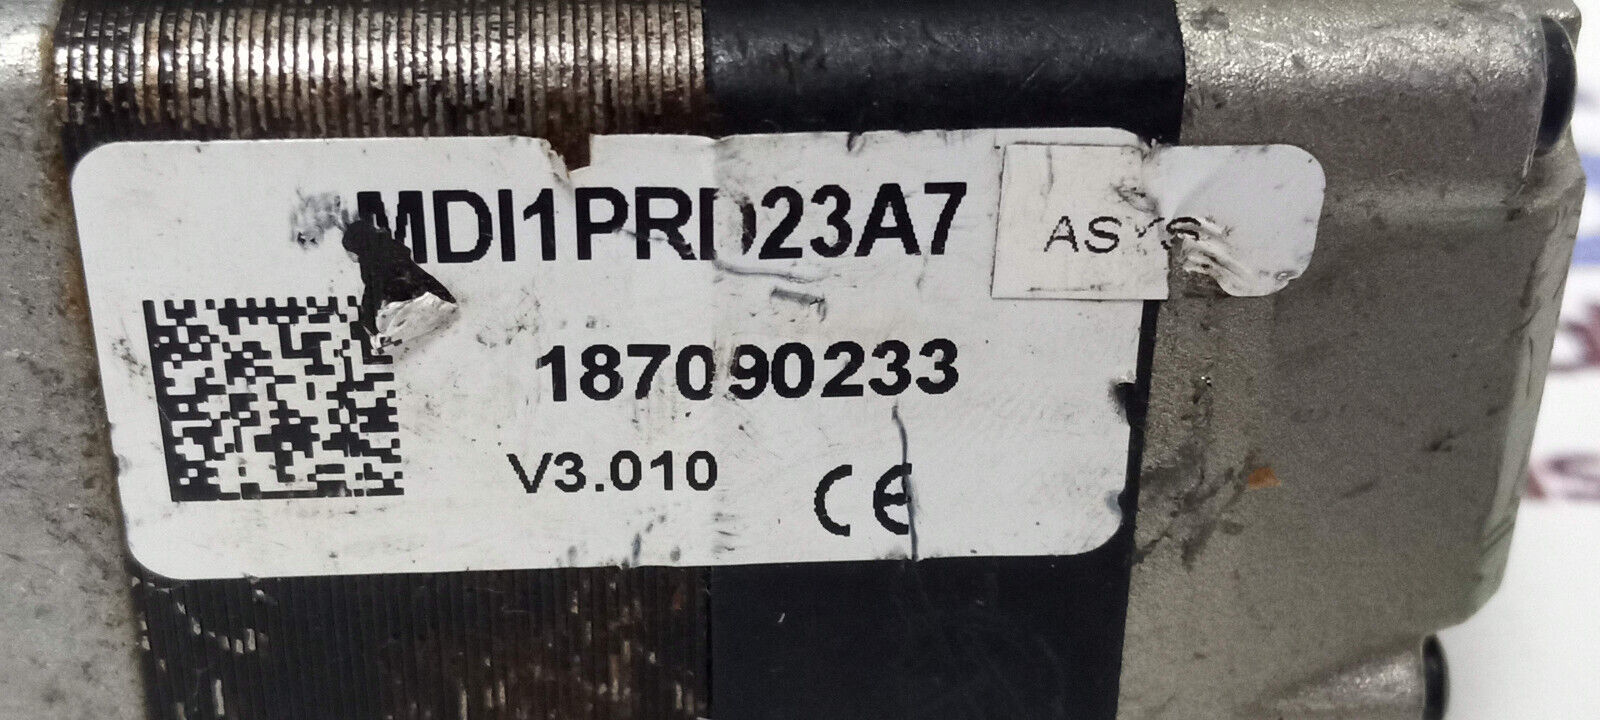 MDI1PRD23A7
ASYS
187090233
V3.010
CE